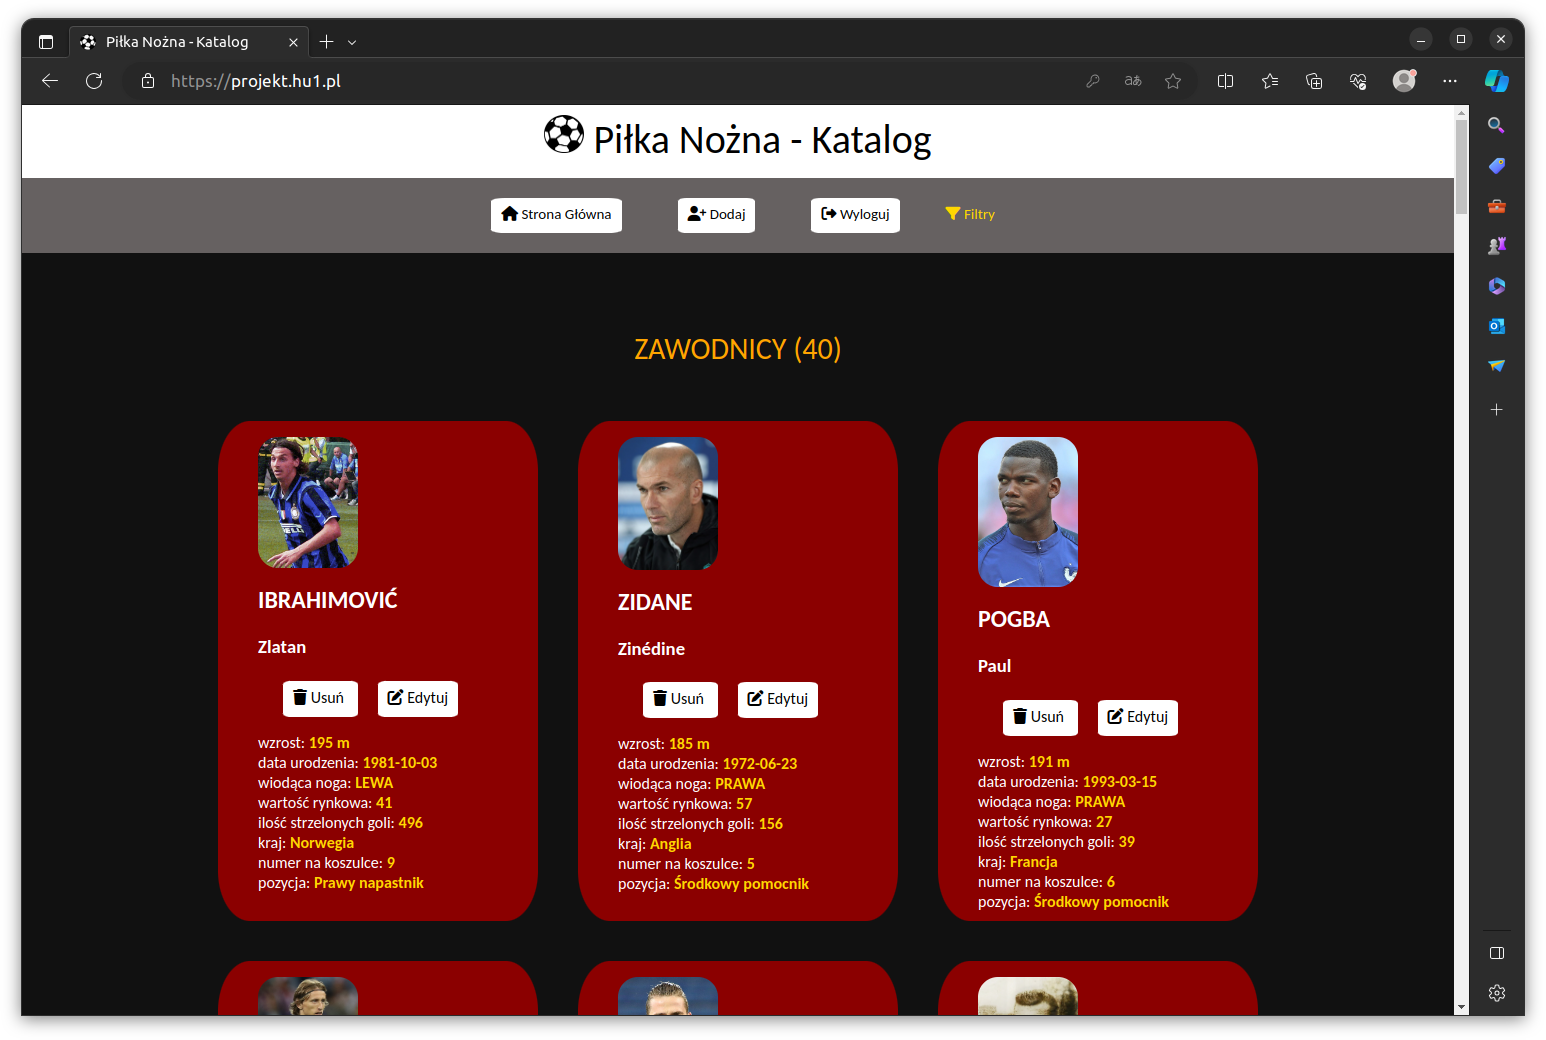 Piłka Nożna - Katalog
https://projekt.hu1.pl
Piłka Nożna - Katalog
Strona Główna Dodaj Wyloguj Filtry
ZAWODNICY (40)
IBRAHIMOVIĆ
Zlatan
Usuń Edytuj
wzrost: 195 m
data urodzenia: 1981-10-03
wiodąca noga: LEWA
wartość rynkowa: 41
ilość strzelonych goli: 496
kraj: Norwegia
numer na koszulce: 9
pozycja: Prawy napastnik
ZIDANE
Zinédine
Usuń Edytuj
wzrost: 185 m
data urodzenia: 1972-06-23
wiodąca noga: PRAWA
wartość rynkowa: 57
ilość strzelonych goli: 156
kraj: Anglia
numer na koszulce: 5
pozycja: Środkowy pomocnik
POGBA
Paul
Usuń Edytuj
wzrost: 191 m
data urodzenia: 1993-03-15
wiodąca noga: PRAWA
wartość rynkowa: 27
ilość strzelonych goli: 39
kraj: Francja
numer na koszulce: 6
pozycja: Środkowy pomocnik